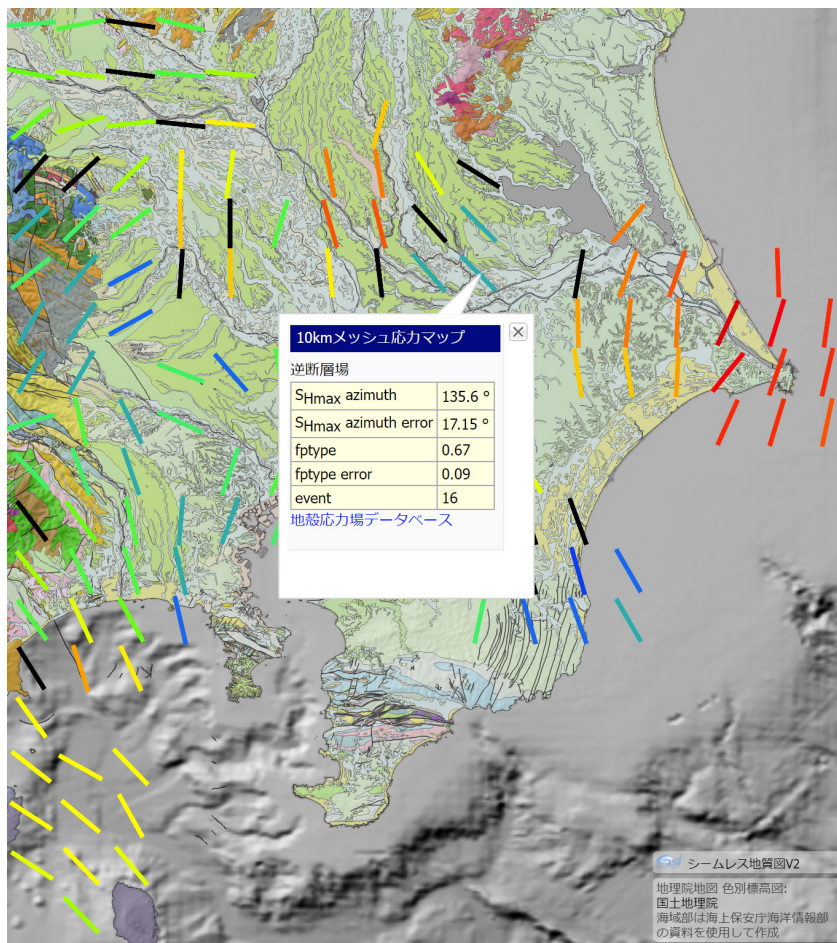 10kmメッシュ応力マップ
逆断層場
SHmax azimuth 135.6 °
SHmax azimuth error 17.15 °
fptype 0.67
fptype error 0.09
event 16
地殻応力場データベース
シームレス地質図V2
地理院地図 色別標高図:
国土地理院
海域部は海上保安庁海洋情報部
の資料を使用して作成